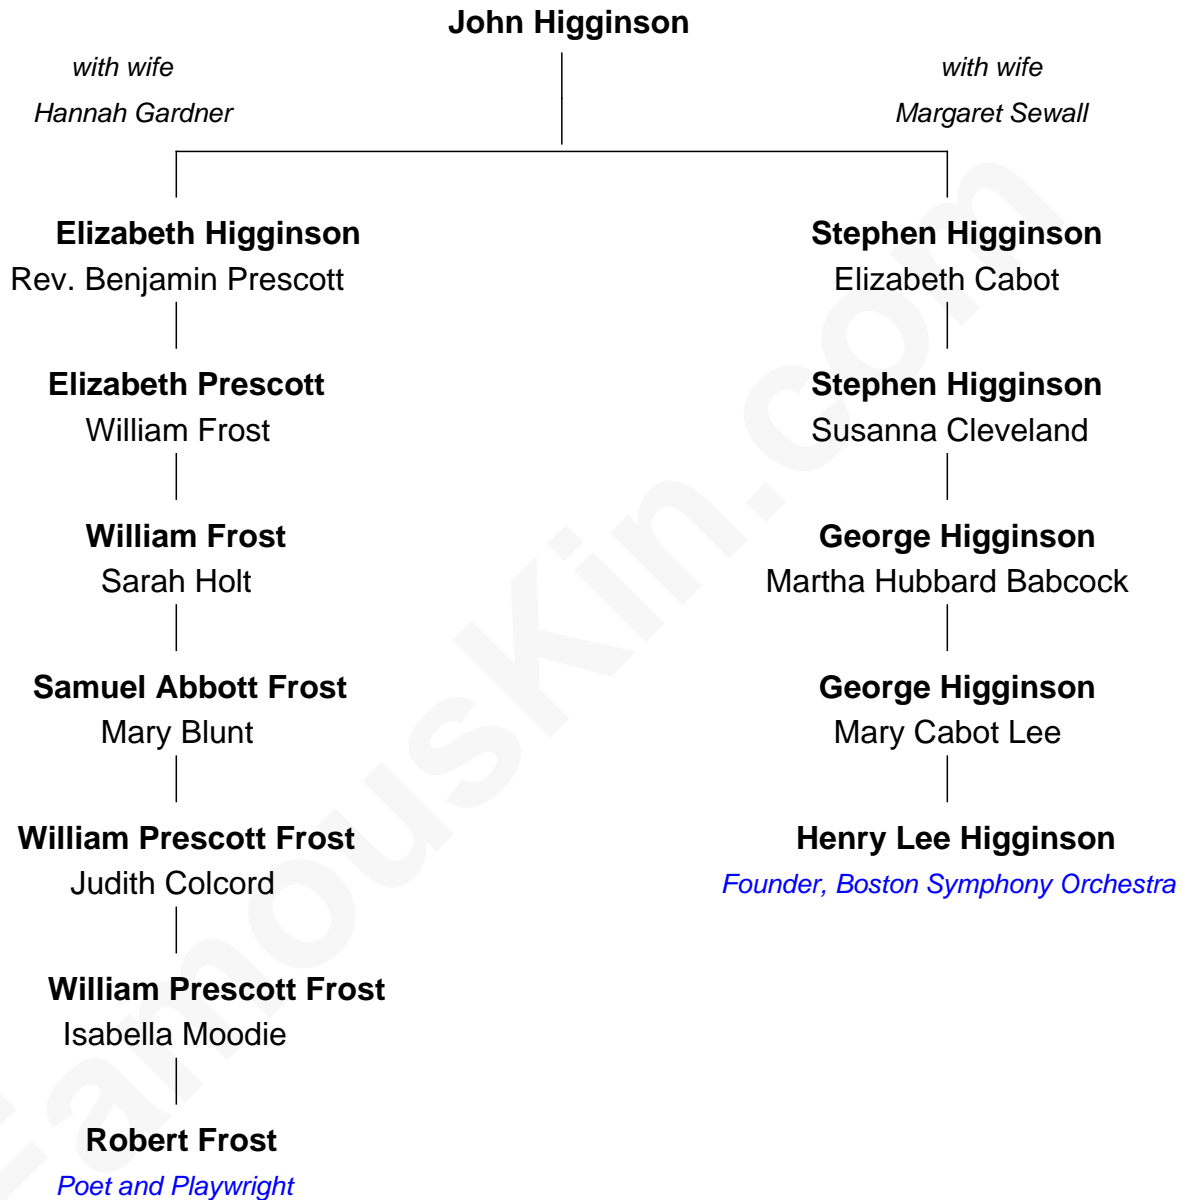 John Higginson
with wife
Hannah Gardner
with wife
Margaret Sewall
Elizabeth Higginson
Rev. Benjamin Prescott
Stephen Higginson
Elizabeth Cabot
Elizabeth Prescott
William Frost
Stephen Higginson
Susanna Cleveland
William Frost
Sarah Holt
George Higginson
Martha Hubbard Babcock
Samuel Abbott Frost
Mary Blunt
George Higginson
Mary Cabot Lee
William Prescott Frost
Judith Colcord
Henry Lee Higginson
Founder, Boston Symphony Orchestra
William Prescott Frost
Isabella Moodie
Robert Frost
Poet and Playwright
FamousKin.com